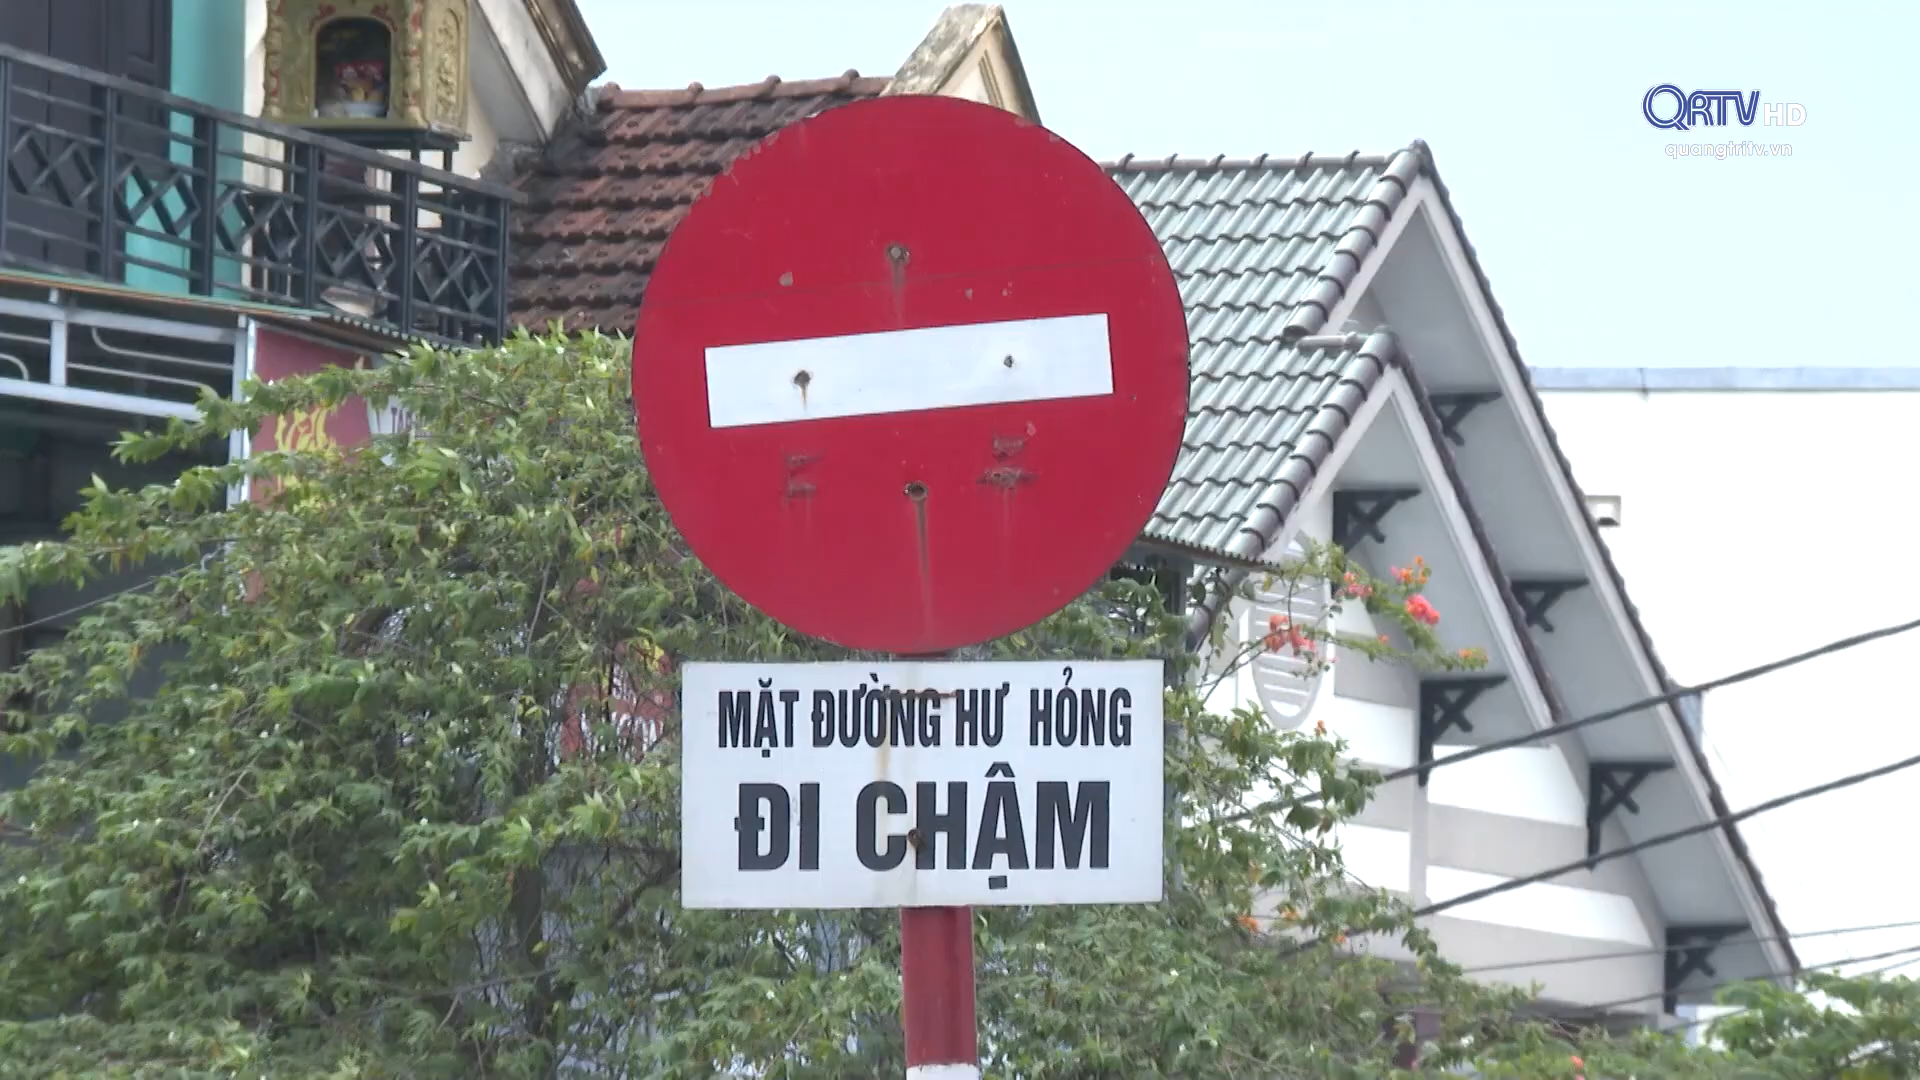 QRTV HD
quangtritv.vn
MẶT ĐƯỜNG HƯ HỎNG
ĐI CHẬM